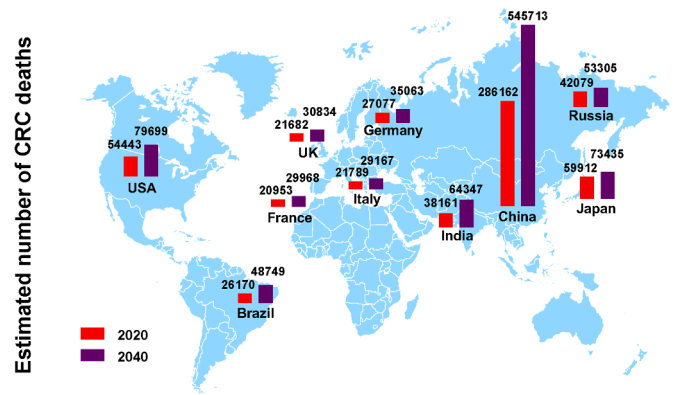 Estimated number of CRC deaths
545713
286162
China
53305
42079
Russia
35063
27077
Germany
30834
21682
UK
79699
54443
USA
29167
21789
Italy
29968
20953
France
64347
38161
India
73435
59912
Japan
48749
26170
Brazil
2020
2040